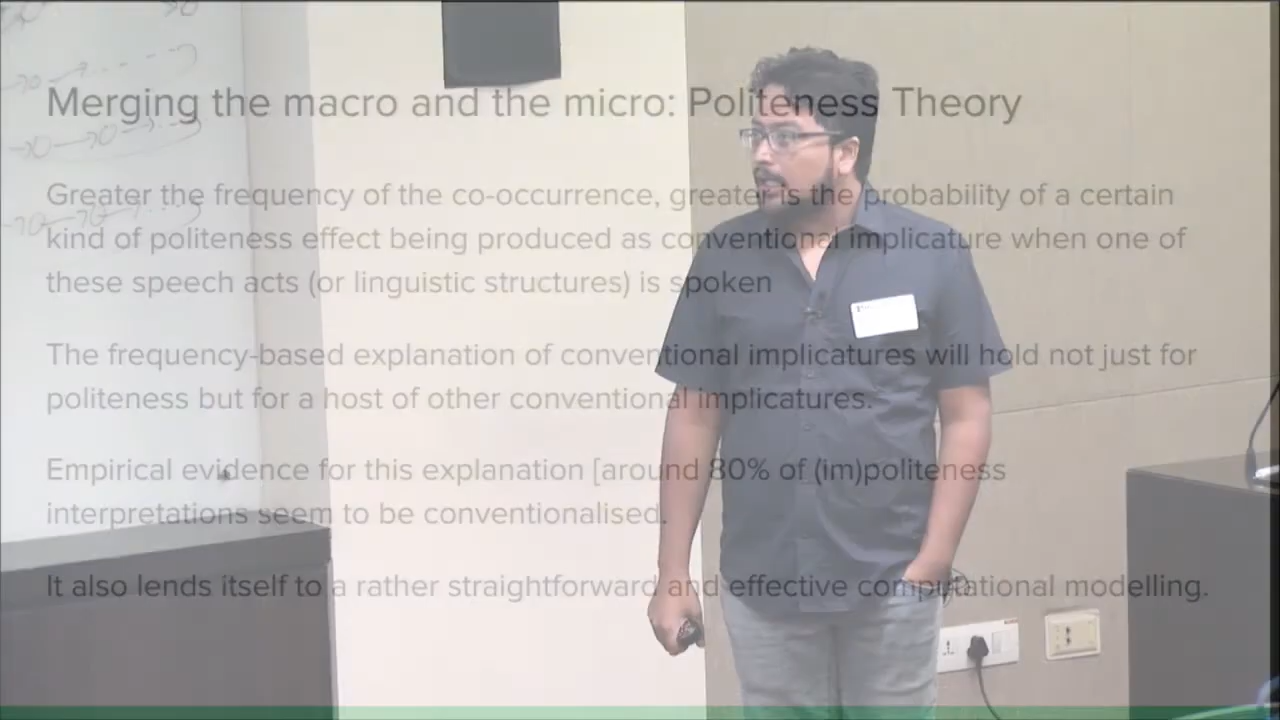 Merging the macro and the micro: Politeness Theory
Greater the frequency of the co-occurrence, greater is the probability of a certain
kind of politeness effect being produced as conventional implicature when one of
these speech acts (or linguistic structures) is spoken
The frequency-based explanation of conventional implicatures will hold not just for
politeness but for a host of other conventional implicatures.
Empirical evidence for this explanation [around 80% of (im)politeness
interpretations seem to be conventionalised.
It also lends itself to a rather straightforward and effective computational modelling.